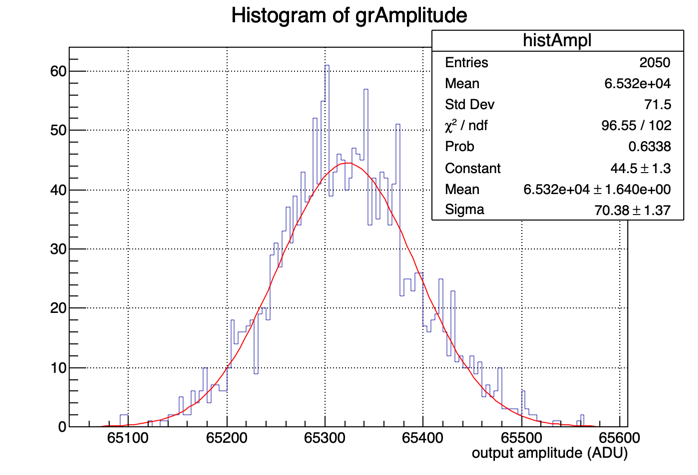 Histogram of grAmplitude
histAmpl
Entries 2050
Mean 6.532e+04
Std Dev 71.5
χ² / ndf 96.55 / 102
Prob 0.6338
Constant 44.5 ± 1.3
Mean 6.532e+04 ± 1.640e+00
Sigma 70.38 ± 1.37
60
50
40
30
20
10
0
65100 65200 65300 65400 65500 65600
output amplitude (ADU)